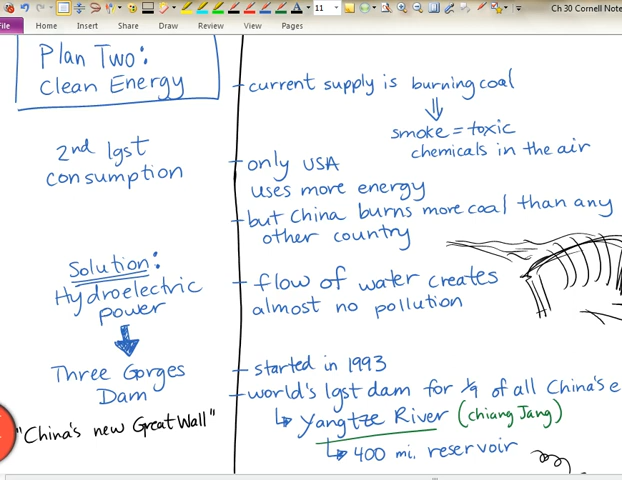 11
Ch 30 Cornell Note
File
Home
Insert
Draw
Review
View
Pages
Plan Two:
Clean Energy
- current supply is burning coal
smoke = toxic
chemicals in the air
2nd lgst
consumption
- only USA
uses more energy
- but China burns more coal than any
other country
Solution:
Hydroelectric
power
- flow of water creates
almost no pollution
Three Gorges
Dam
"China's new Great Wall"
- started in 1993
- world's lgst dam for 1/9 of all China's e
Yangtze River (chiang Jang)
400 mi. reservoir